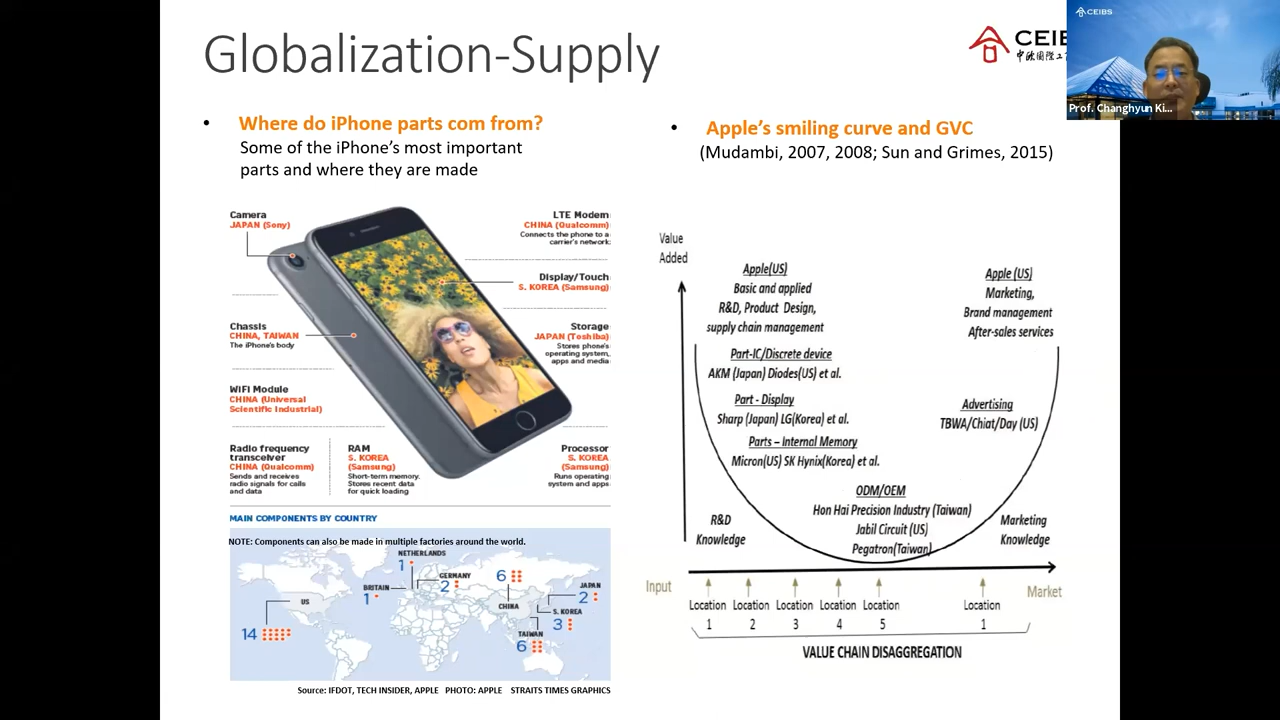 Globalization-Supply
CEIB
中欧国際工
CEIBS
Prof. Changhyun Ki...
• Where do iPhone parts com from?
Some of the iPhone's most important
parts and where they are made
Camera
JAPAN (Sony)
Chassis
CHINA, TAIWAN
The iPhone's body
WiFi Module
CHINA (Universal
Scientific Industrial)
Radio frequency
transceiver
CHINA (Qualcomm)
Sends and receives
radio signals for calls
and data
RAM
S. KOREA
(Samsung)
Short-term memory.
Stores recent data
for quick loading
LTE Modem
CHINA (Qualcomm)
Connects the phone to a
carrier's network
Display/Touch
S. KOREA (Samsung)
Storage
JAPAN (Toshiba)
Stores phone's
operating system,
apps and media
Processor
S. KOREA
(Samsung)
Runs operating
system and apps
MAIN COMPONENTS BY COUNTRY
NOTE: Components can also be made in multiple factories around the world.
NETHERLANDS
1
GERMANY
2
BRITAIN
1
US
14
6
CHINA
JAPAN
2
S. KOREA
3
TAIWAN
6
Source: IFDOT, TECH INSIDER, APPLE PHOTO: APPLE STRAITS TIMES GRAPHICS
• Apple's smiling curve and GVC
(Mudambi, 2007, 2008; Sun and Grimes, 2015)
Value
Added
Apple(US)
Basic and applied
R&D, Product Design,
supply chain management
Part-IC/Discrete device
AKM (Japan) Diodes(US) et al.
Part - Display
Sharp (Japan) LG(Korea) et al.
Parts – Internal Memory
Micron(US) SK Hynix(Korea) et al.
ODM/OEM
Hon Hai Precision Industry (Taiwan)
Jabil Circuit (US)
Pegatron(Taiwan)
Apple (US)
Marketing,
Brand management
After-sales services
Advertising
TBWA/Chiat/Day (US)
R&D
Knowledge
Marketing
Knowledge
Input
Market
Location
1
Location
2
Location
3
Location
4
Location
5
Location
1
VALUE CHAIN DISAGGREGATION